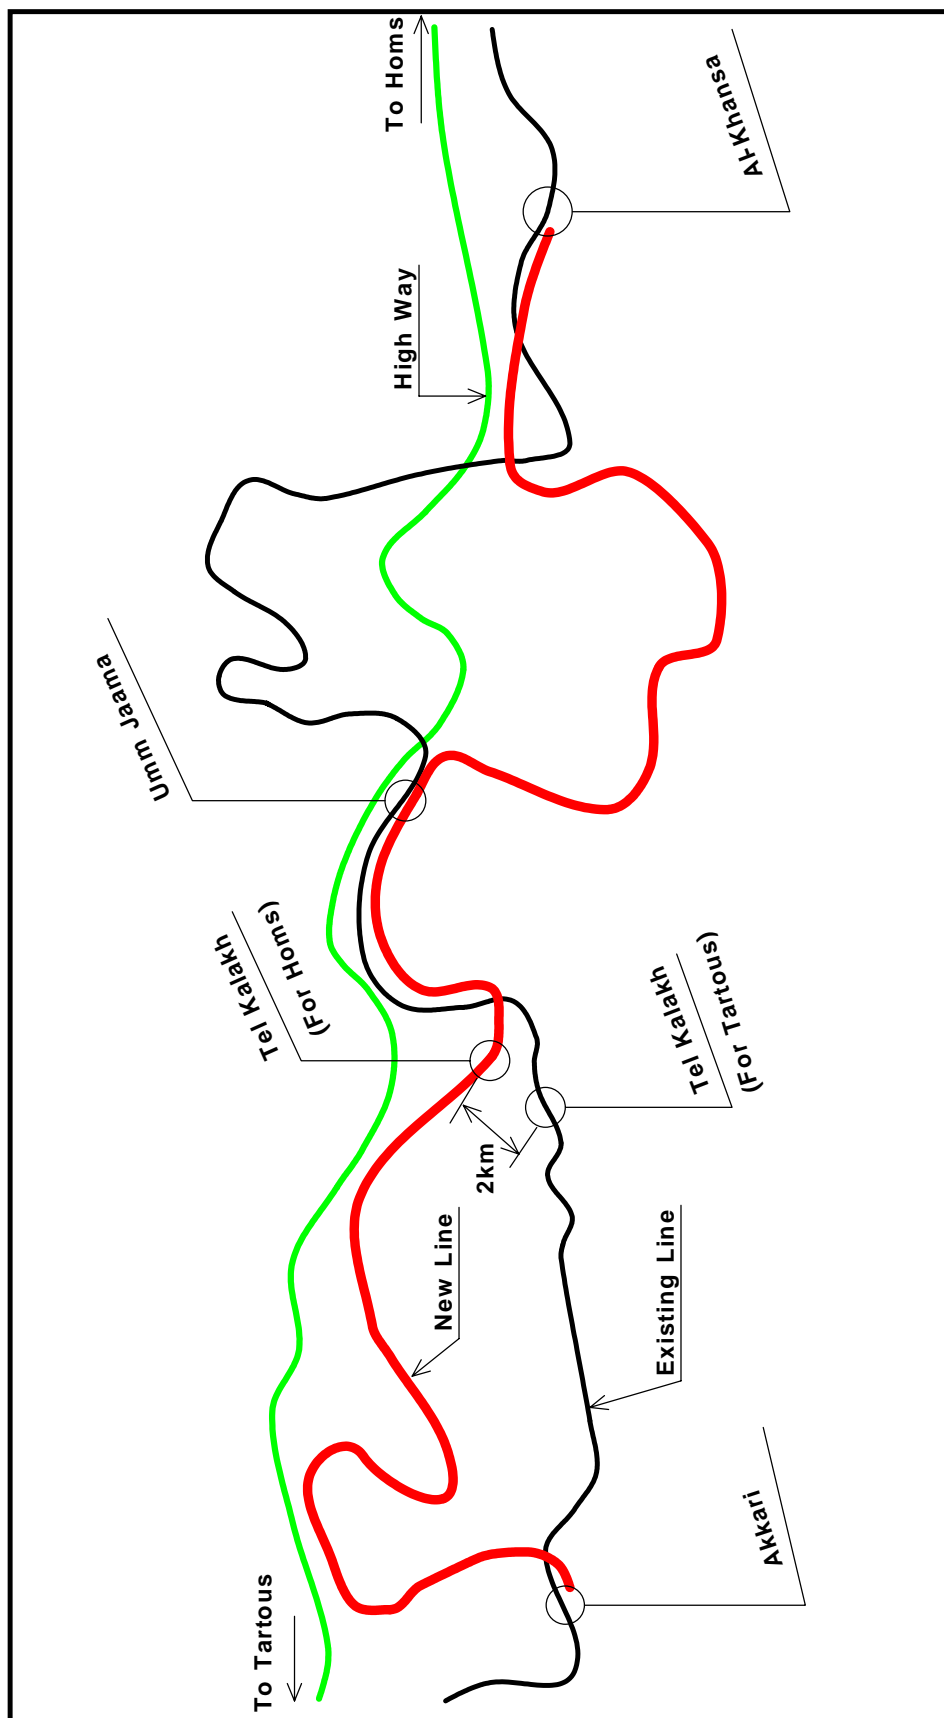 To Homs
Al-Khansa
High Way
Umm Jaama
Tel Kalakh
(For Homs)
Tel Kalakh
(For Tartous)
2km
New Line
Existing Line
Akkari
To Tartous